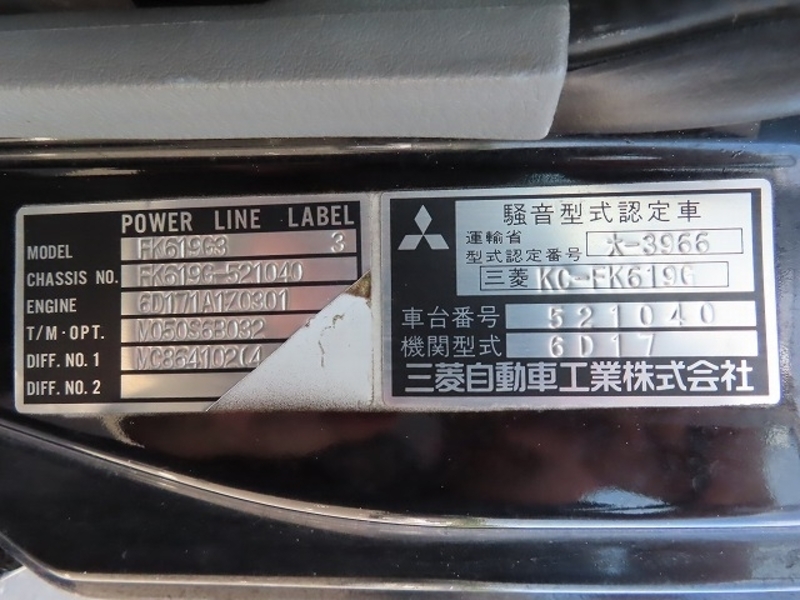 POWER LINE LABEL
MODEL FK619G3 3
CHASSIS NO. FK619G-521040
ENGINE 6D171A1Z0301
T/M·OPT. M050S6B032
DIFF. NO. 1 MC864102(4
DIFF. NO. 2
騒音型式認定車
運輸省
型式認定番号 大-3966
三菱 KC-FK619G
車台番号 521040
機関型式 6D17
三菱自動車工業株式会社